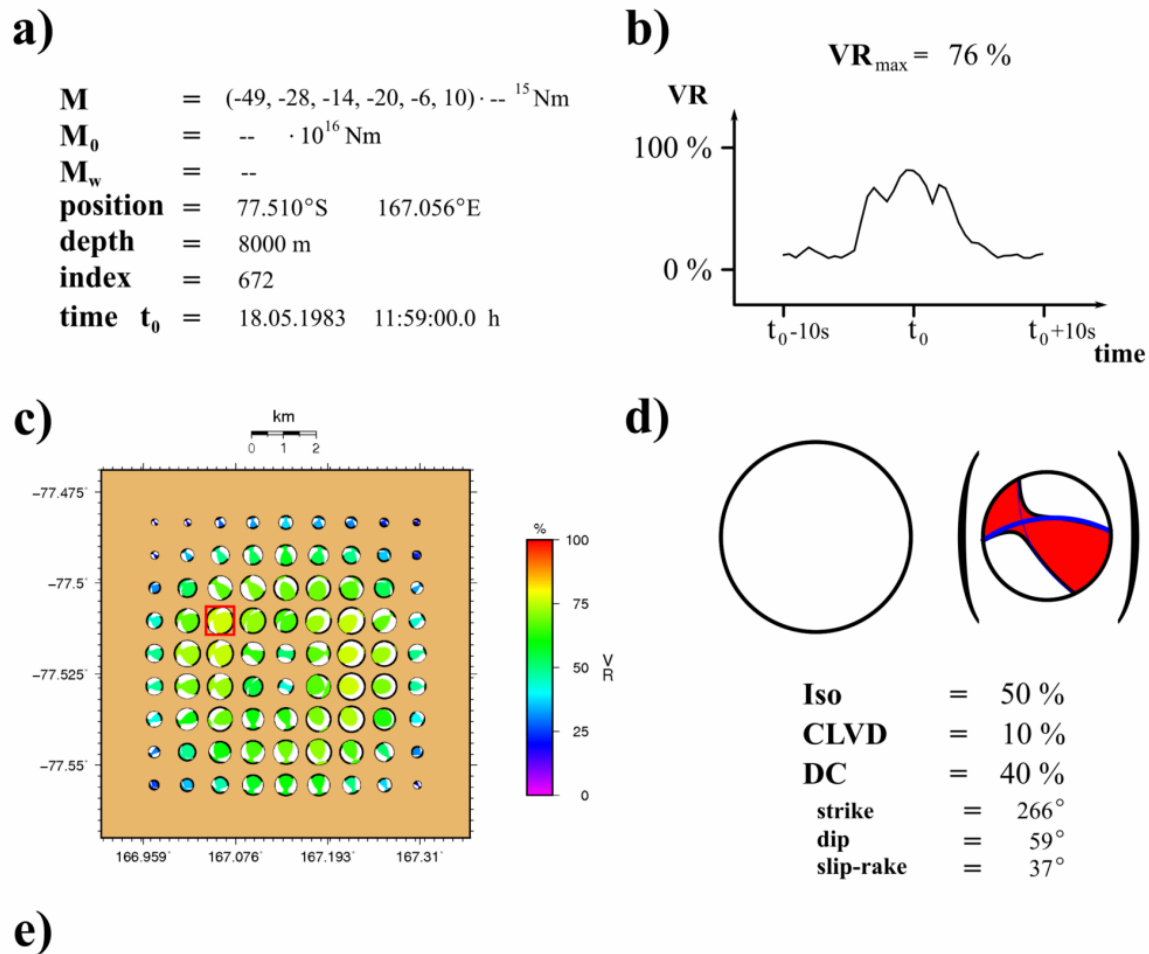 a)
M = (-49, -28, -14, -20, -6, 10) · -- 15 Nm
M0 = -- · 10^16 Nm
Mw = --
position = 77.510°S 167.056°E
depth = 8000 m
index = 672
time t0 = 18.05.1983 11:59:00.0 h
b)
VRmax = 76 %
VR
100 %
0 %
t0-10s t0 t0+10s
time
c)
km
0 1 2
-77.475°
-77.5°
-77.525°
-77.55°
166.959° 167.076° 167.193° 167.31°
%
100
75
50
25
0
VR
d)
Iso = 50 %
CLVD = 10 %
DC = 40 %
strike = 266°
dip = 59°
slip-rake = 37°
e)